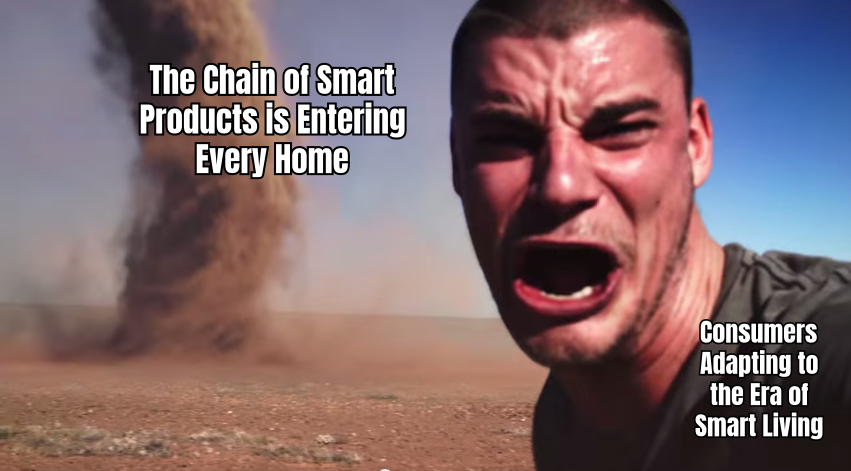 The Chain of Smart
Products is Entering
Every Home
Consumers
Adapting to
the Era of
Smart Living